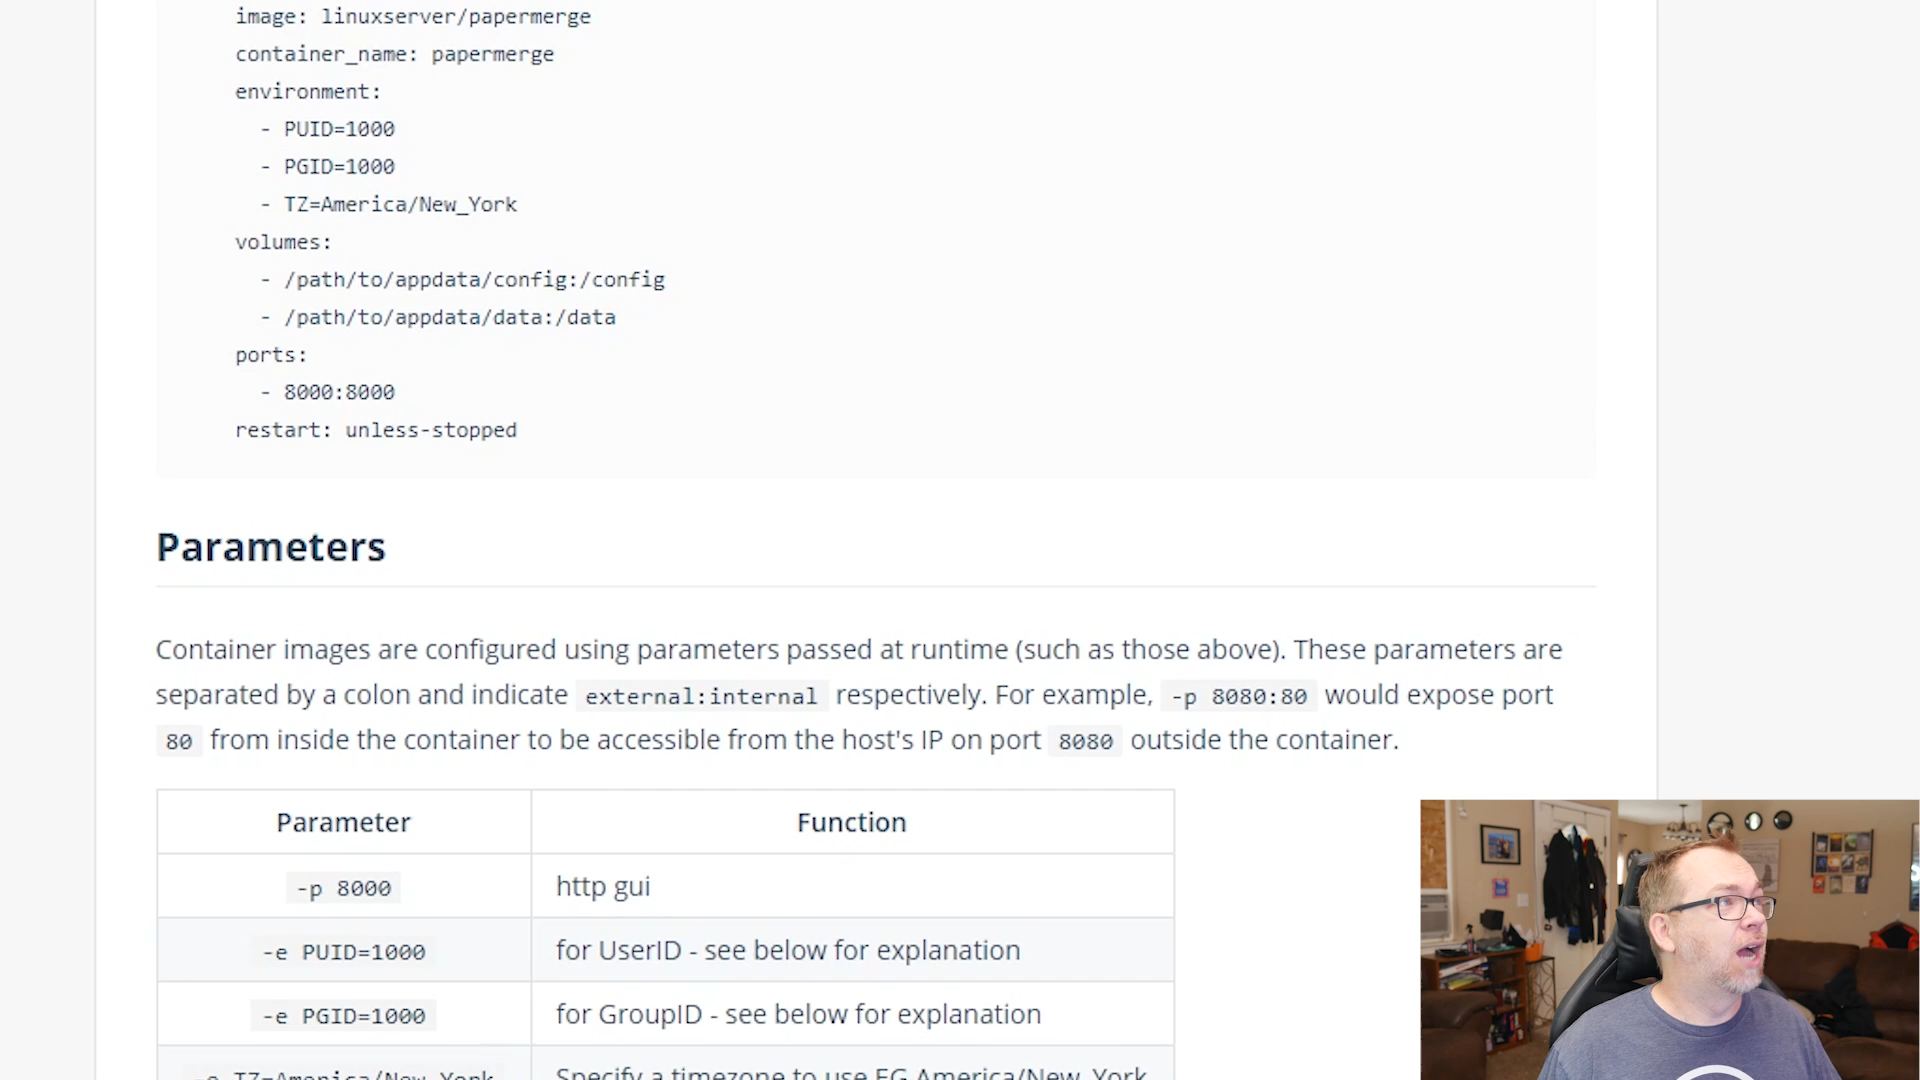 image: linuxserver/papermerge
container_name: papermerge
environment:
- PUID=1000
- PGID=1000
- TZ=America/New_York
volumes:
- /path/to/appdata/config:/config
- /path/to/appdata/data:/data
ports:
- 8000:8000
restart: unless-stopped
Parameters
Container images are configured using parameters passed at runtime (such as those above). These parameters are
separated by a colon and indicate external:internal respectively. For example, -p 8080:80 would expose port
80 from inside the container to be accessible from the host's IP on port 8080 outside the container.
Parameter Function
-p 8000 http gui
-e PUID=1000 for UserID - see below for explanation
-e PGID=1000 for GroupID - see below for explanation
-e TZ=America/New_York Specify a timezone to use EG America/New_York